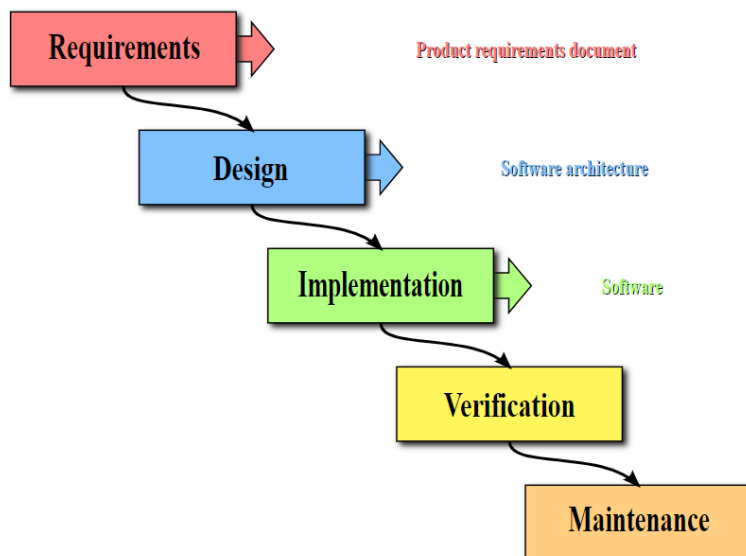 Requirements
Product requirements document
Design
Software architecture
Implementation
Software
Verification
Maintenance